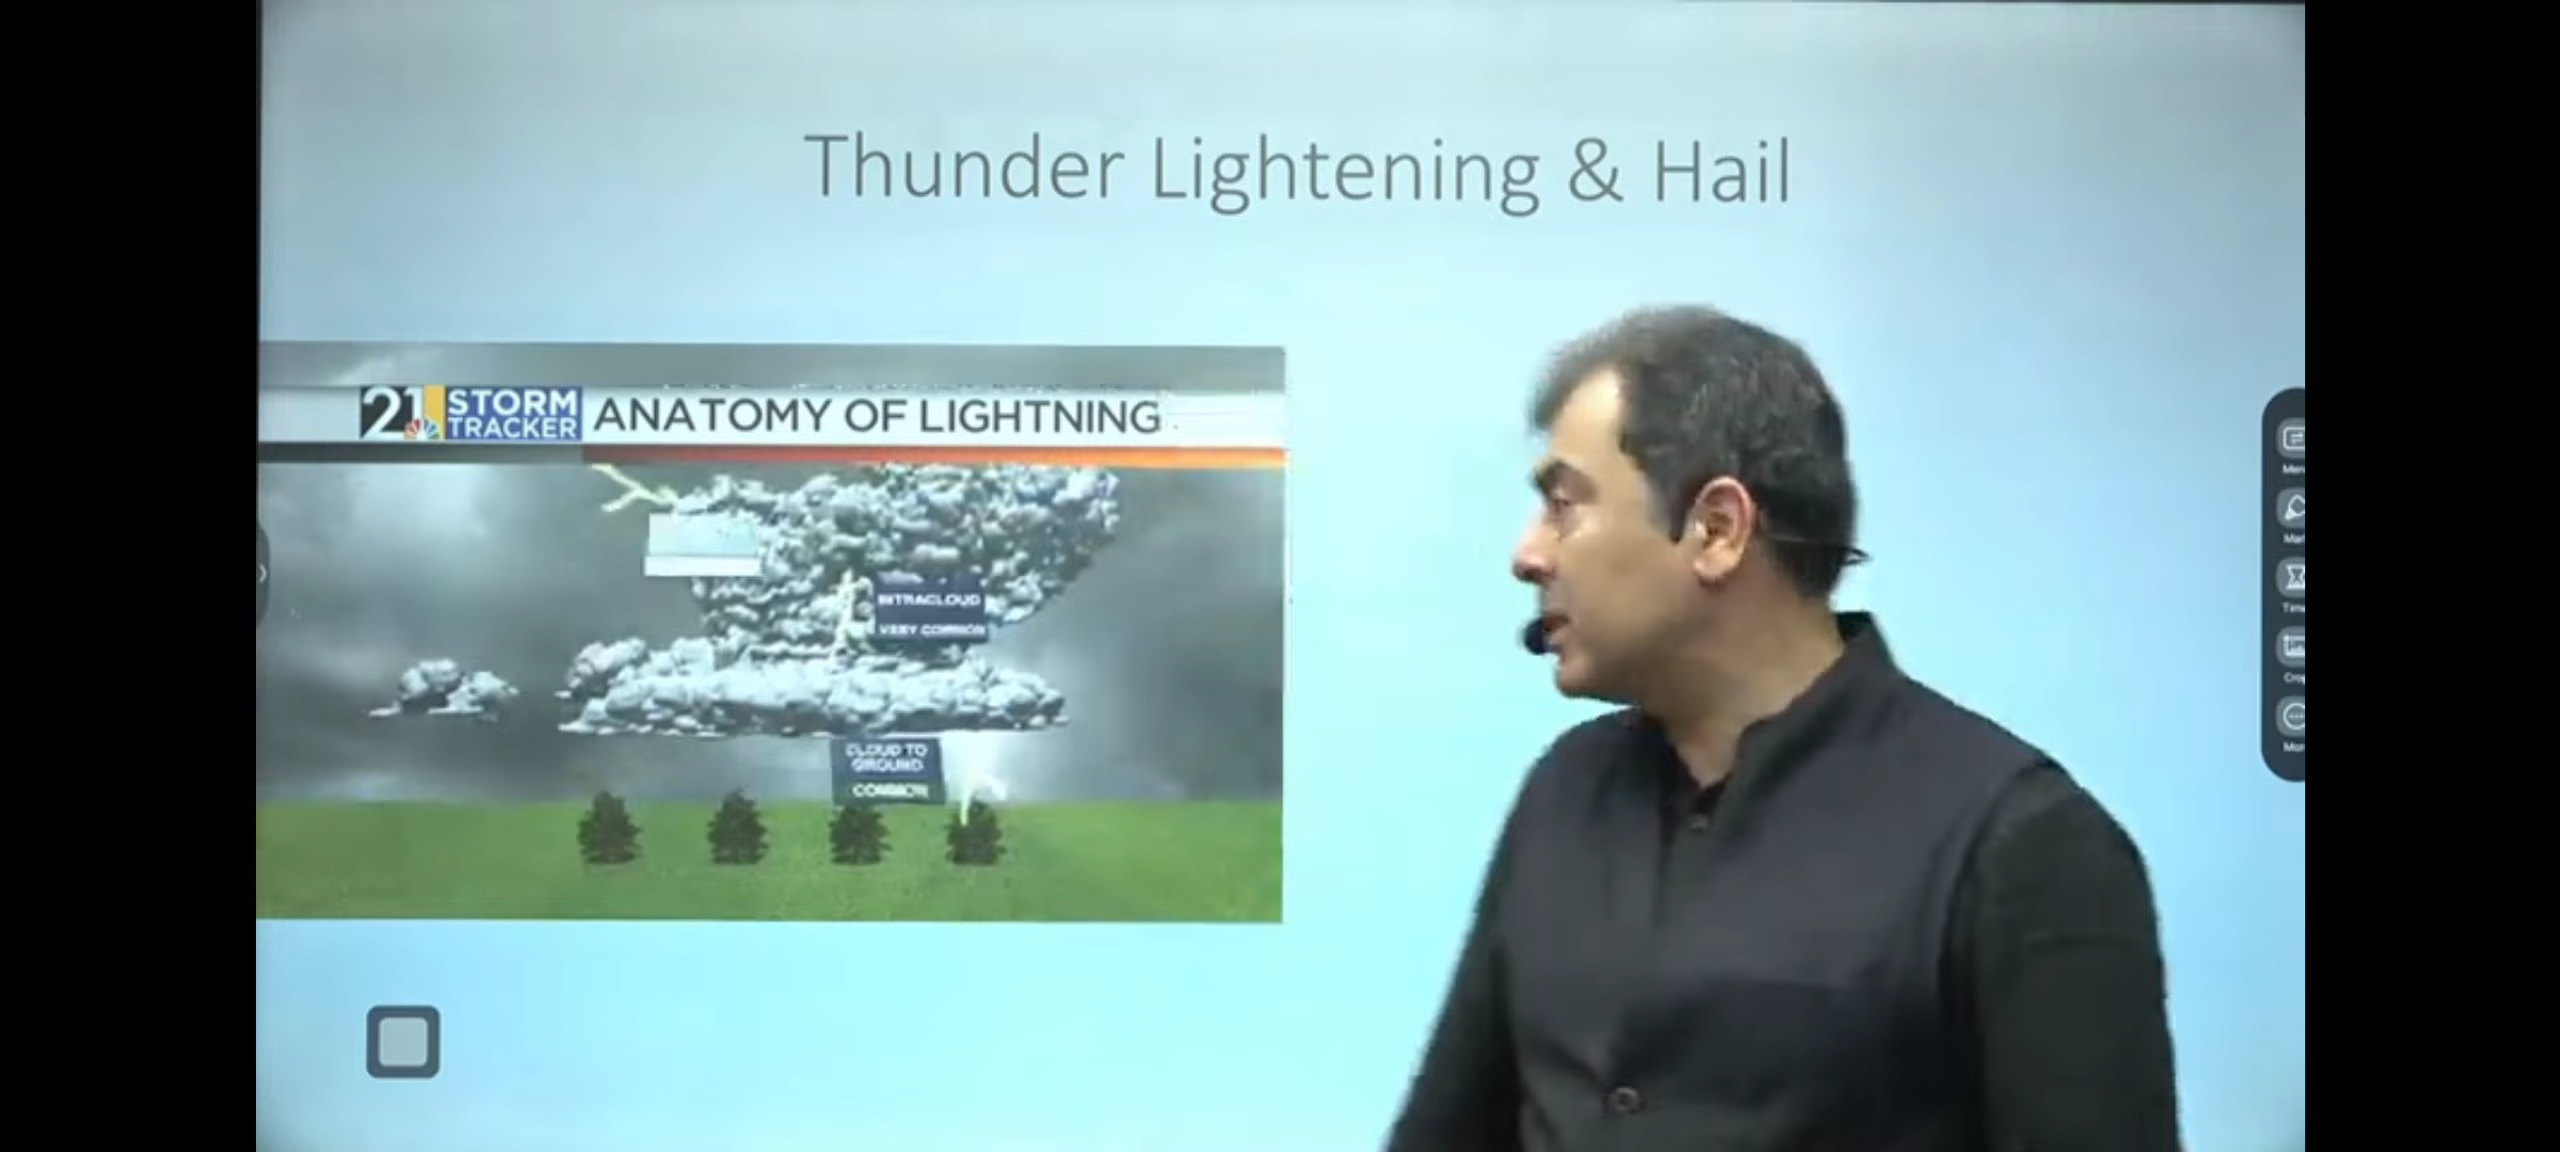 Thunder Lightening & Hail
21 STORM TRACKER
ANATOMY OF LIGHTNING
INTRACLOUD
VERY COMMON
CLOUD TO
GROUND
COMMON